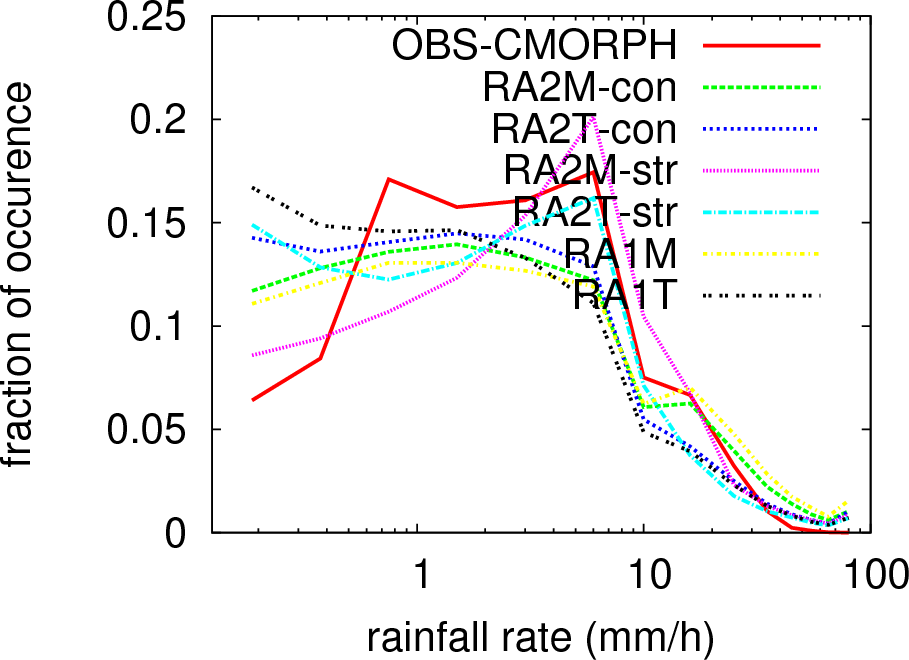 0.25
OBS-CMORPH
RA2M-con
0.2
RA2T-con
RA2M-str
0.15
RA2T-str
RA1M
RA1T
0.1
0.05
0
fraction of occurence
1
10
100
rainfall rate (mm/h)